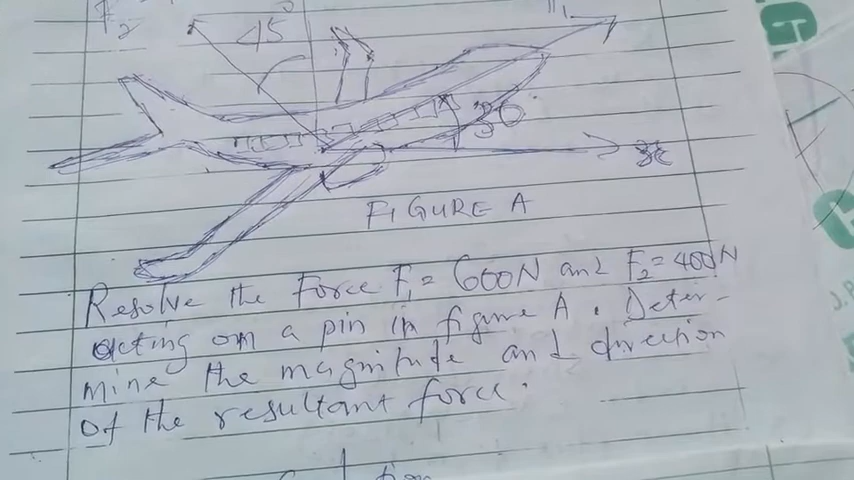 F2
45°
F1
30°
x
FIGURE A
Resolve the Force F1 = 600N and F2 = 400N
acting on a pin in figure A. Deter-
mine the magnitude and direction
of the resultant force.